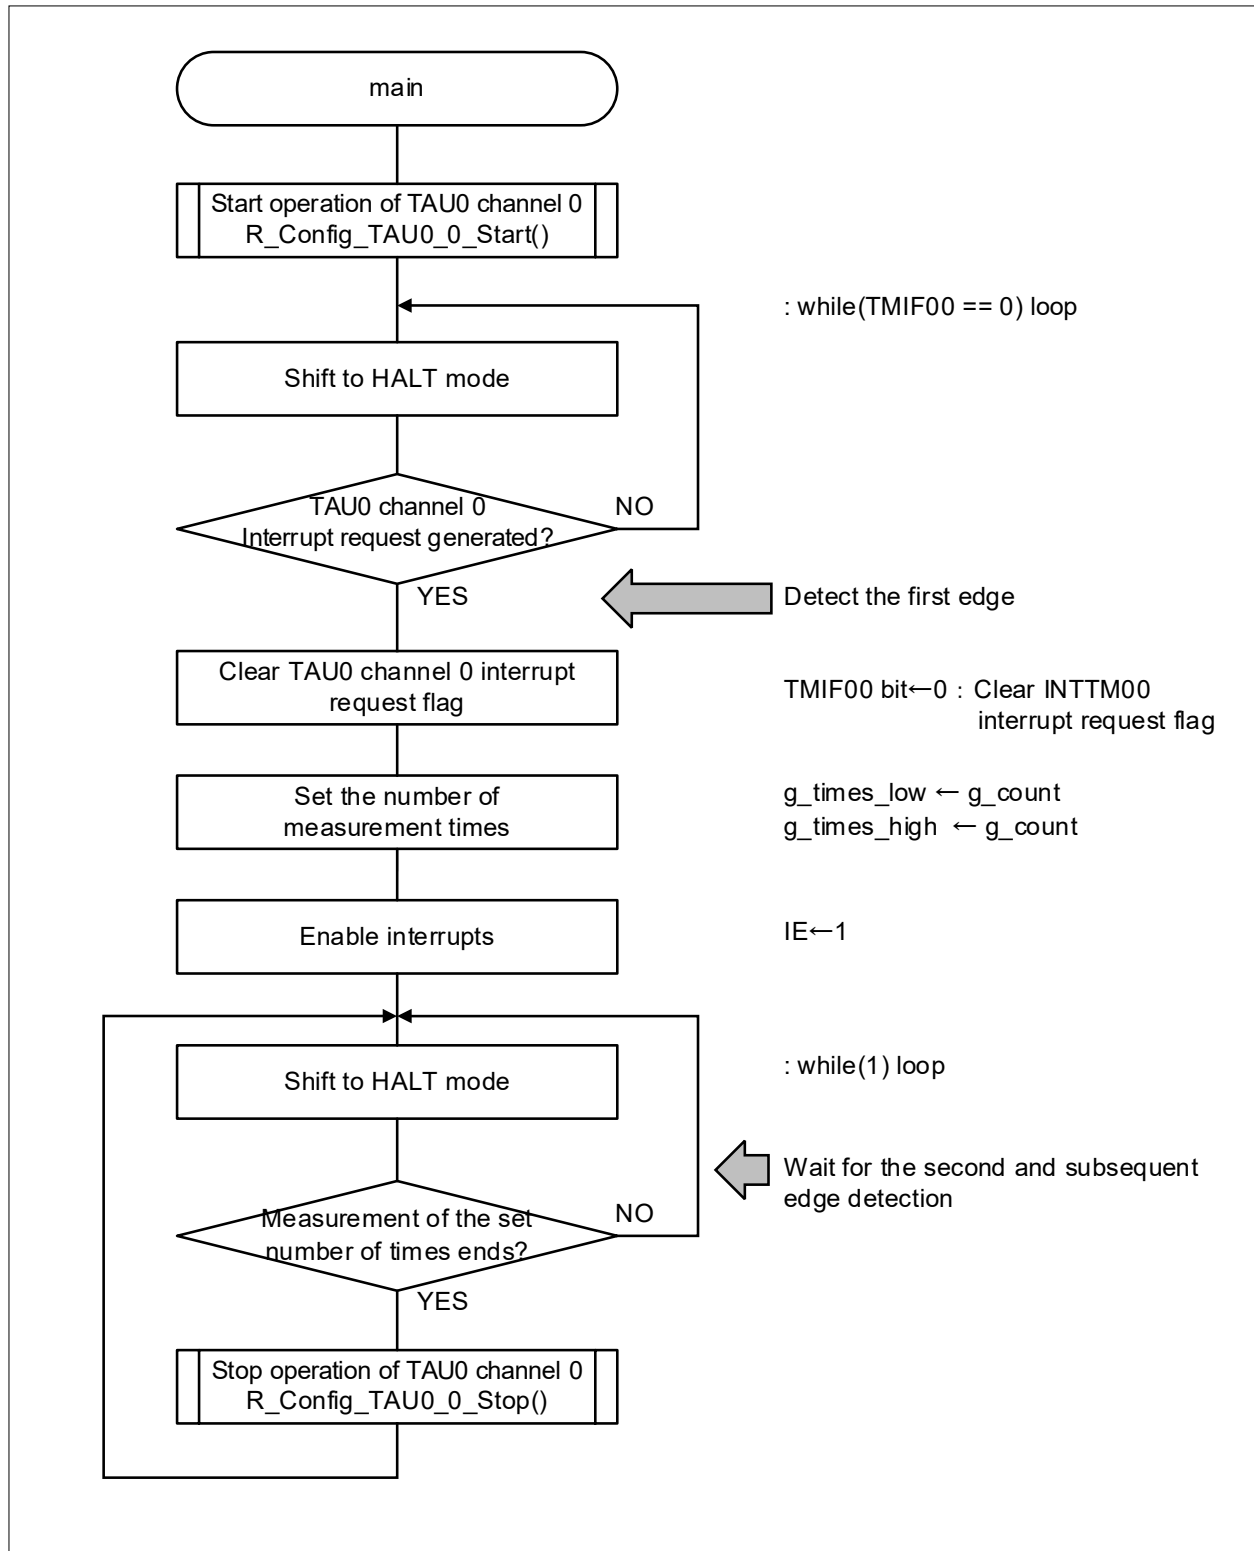 main
Start operation of TAU0 channel 0
R_Config_TAU0_0_Start()
: while(TMIF00 == 0) loop
Shift to HALT mode
TAU0 channel 0
Interrupt request generated?
NO
YES
Detect the first edge
Clear TAU0 channel 0 interrupt
request flag
TMIF00 bit←0 : Clear INTTM00
interrupt request flag
Set the number of
measurement times
g_times_low ← g_count
g_times_high ← g_count
Enable interrupts
IE←1
Shift to HALT mode
: while(1) loop
Wait for the second and subsequent
edge detection
Measurement of the set
number of times ends?
NO
YES
Stop operation of TAU0 channel 0
R_Config_TAU0_0_Stop()